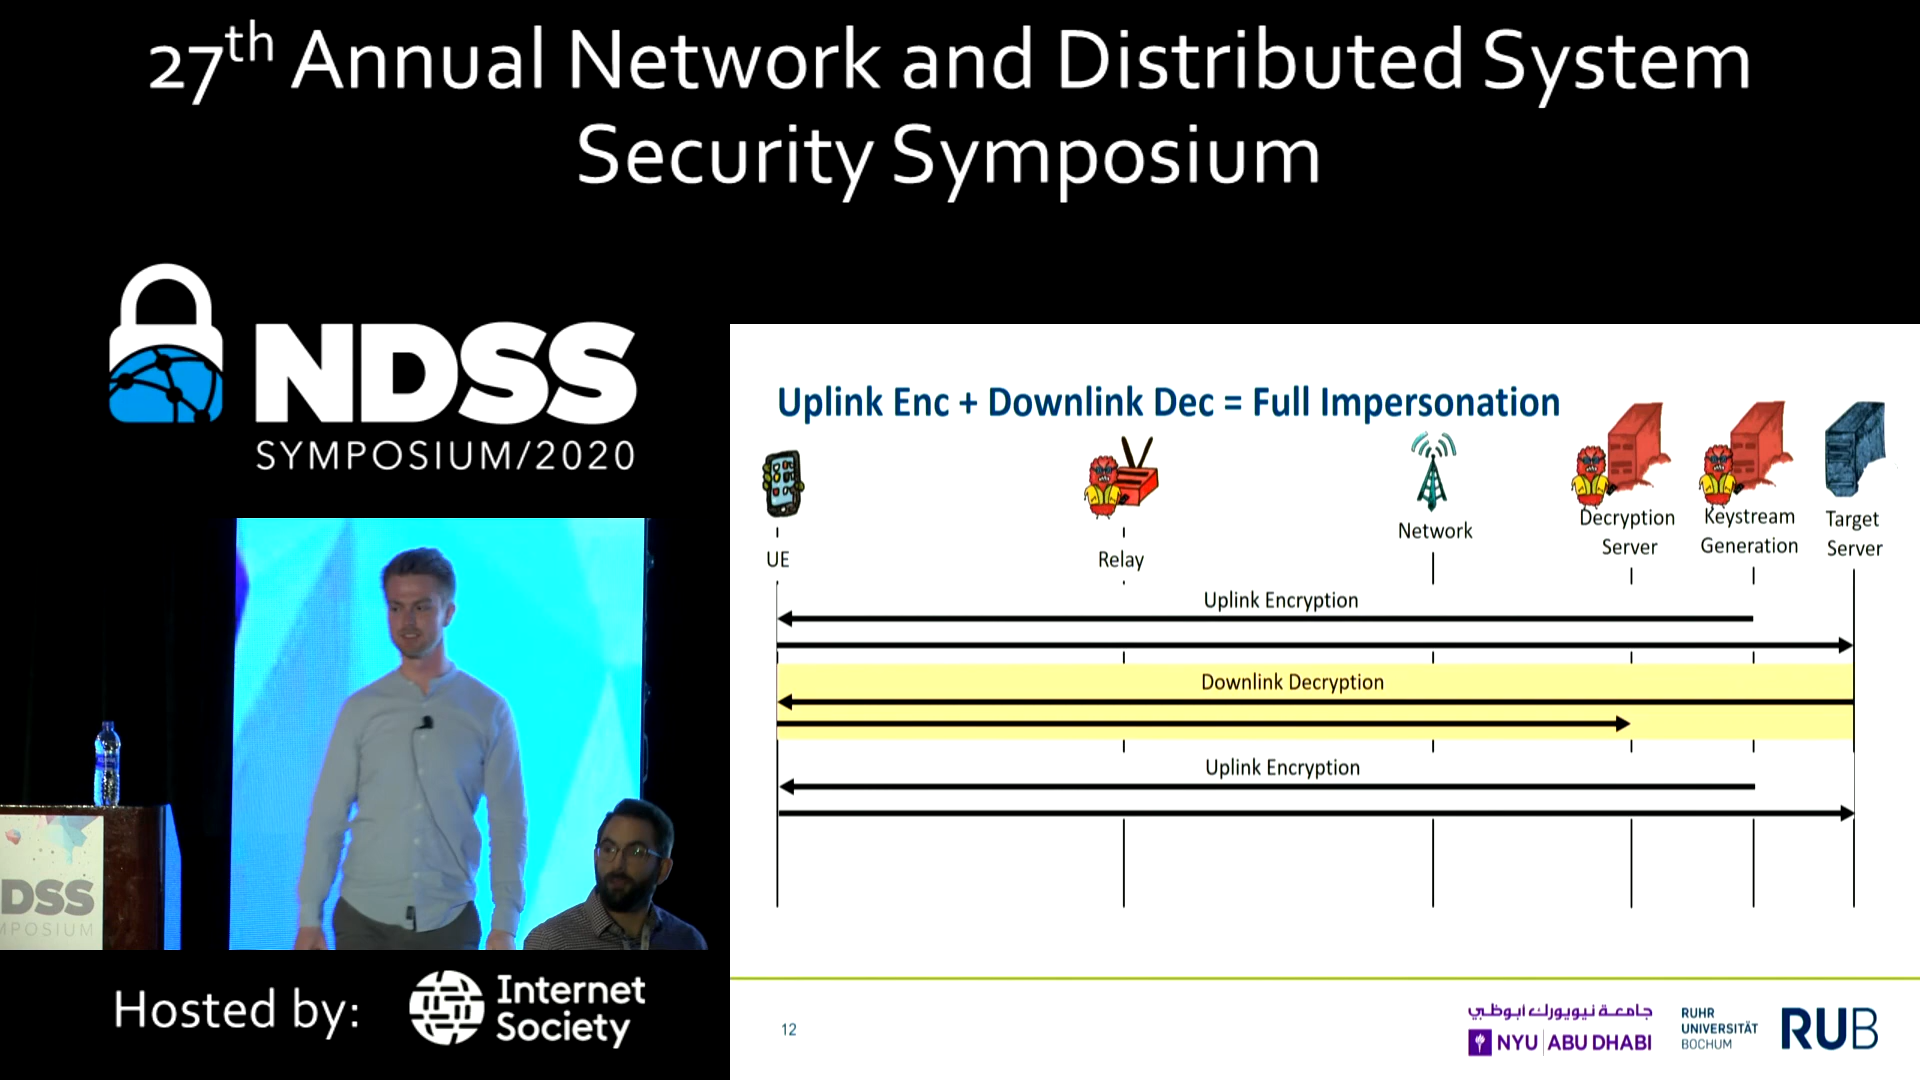 27th Annual Network and Distributed System
Security Symposium
NDSS
SYMPOSIUM/2020
DSS
MPOSIUM
Hosted by:
Internet
Society
Uplink Enc + Downlink Dec = Full Impersonation
UE
Relay
Network
Decryption
Server
Keystream
Generation
Target
Server
Uplink Encryption
Downlink Decryption
Uplink Encryption
12
جامعة نيويورك أبوظبي
NYU ABU DHABI
RUHR
UNIVERSITÄT
BOCHUM
RUB